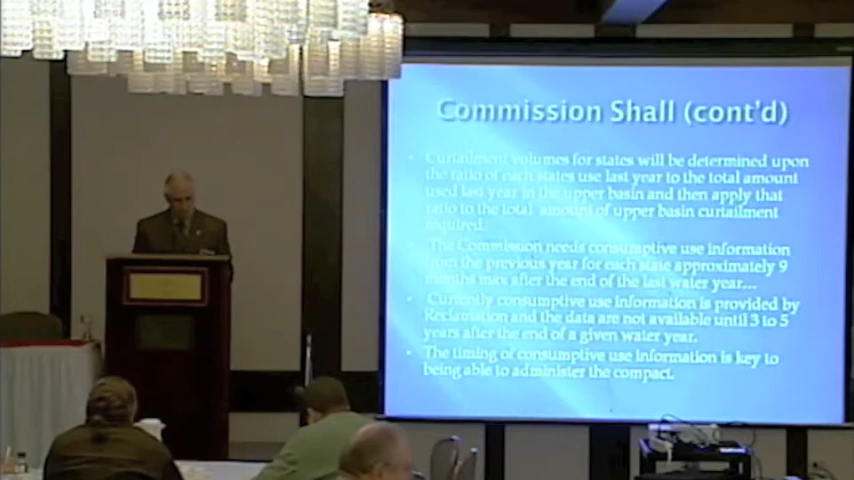 Commission Shall (cont'd)
Curtailment volumes for states will be determined upon
the ratio of each states use last year to the total amount
used last year in the upper basin and then apply that
ratio to the total amount of upper basin curtailment
required.
The Commission needs consumptive use information
from the previous year for each state approximately 9
months max after the end of the last water year...
Currently consumptive use information is provided by
Reclamation and the data are not available until 3 to 5
years after the end of a given water year.
The timing of consumptive use information is key to
being able to administer the compact.